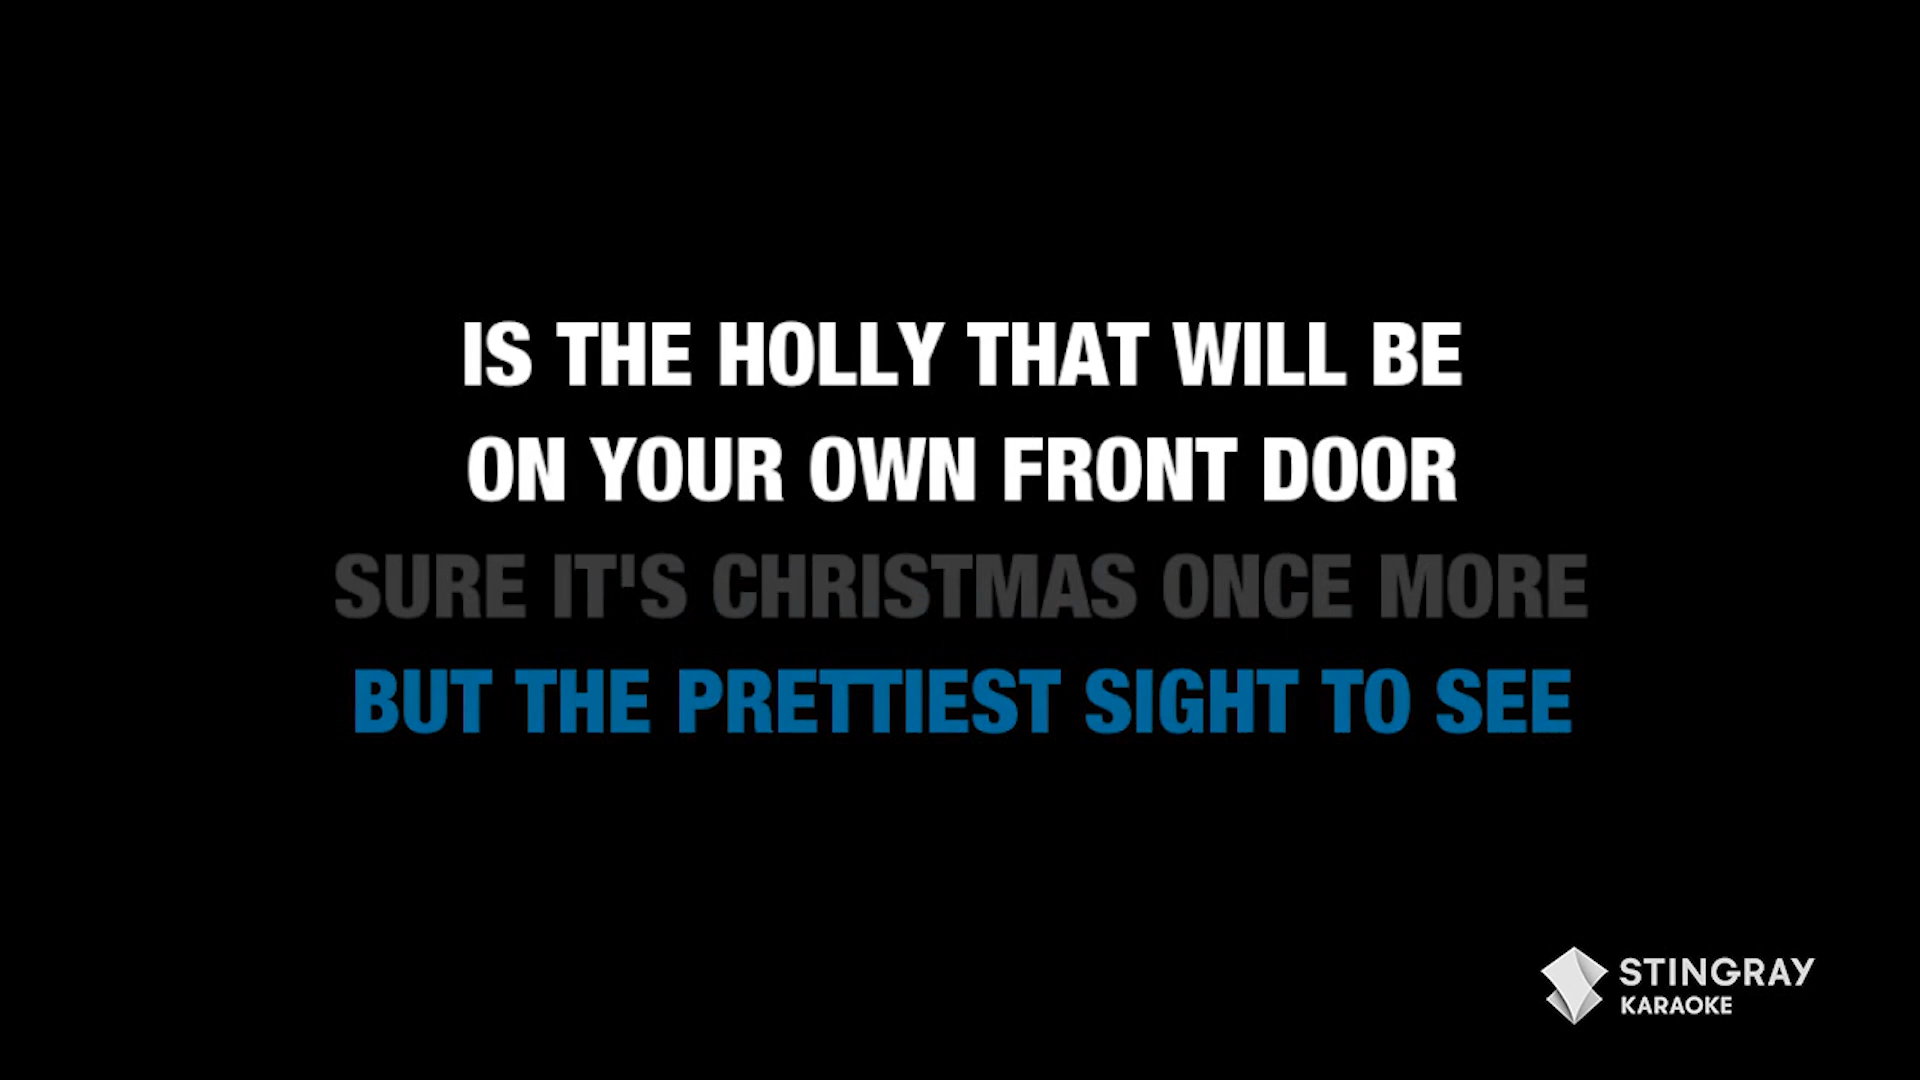 IS THE HOLLY THAT WILL BE
ON YOUR OWN FRONT DOOR
SURE IT'S CHRISTMAS ONCE MORE
BUT THE PRETTIEST SIGHT TO SEE
STINGRAY
KARAOKE